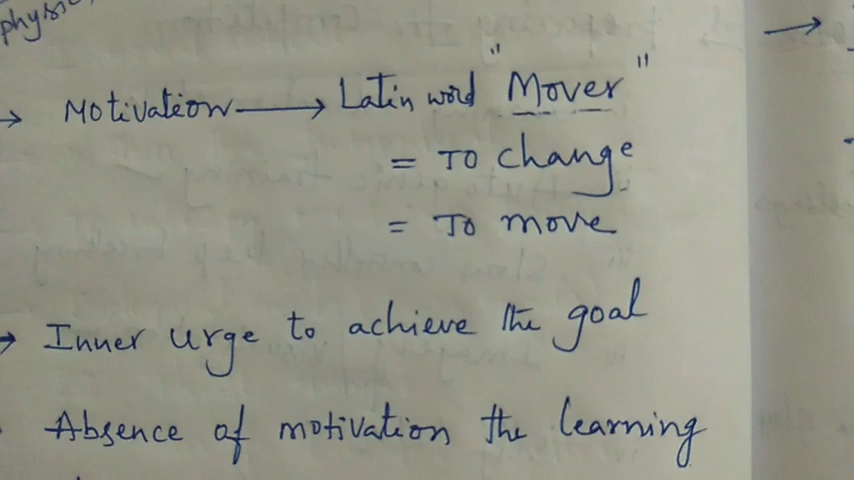 physic
→ Motivation → Latin word "Mover"
= To change
= To move
→ Inner urge to achieve the goal
Absence of motivation the learning